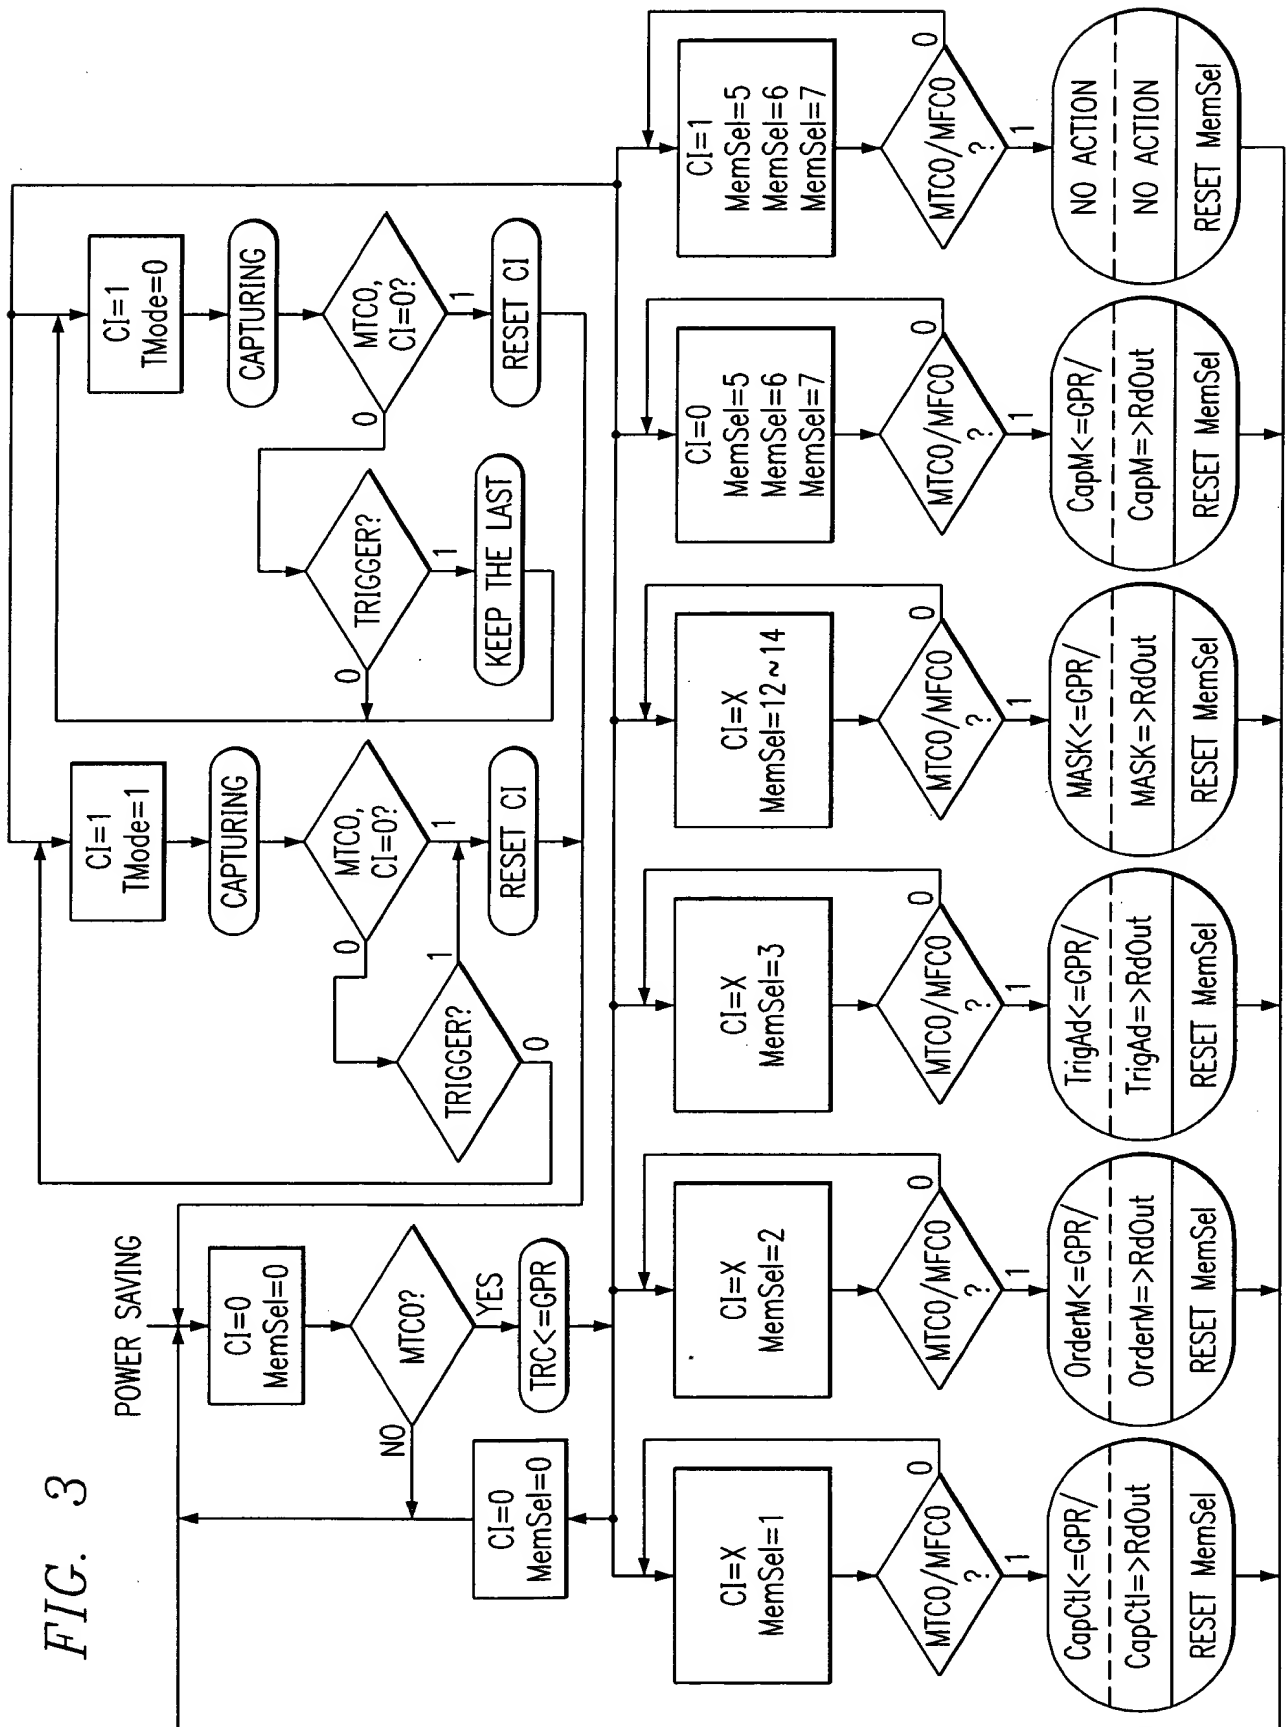 FIG. 3
POWER SAVING
CI=0
MemSel=0
MTC0?
NO
YES
TRC<=GPR
CI=0
MemSel=0
CI=1
TMode=1
CAPTURING
MTC0,
CI=0?
0
1
TRIGGER?
1
0
RESET CI
CI=1
TMode=0
CAPTURING
MTC0,
CI=0?
0
1
TRIGGER?
0
1
KEEP THE LAST
RESET CI
CI=X
MemSel=1
MTC0/MFC0
?
0
1
CapCtl<=GPR/
CapCtl=>RdOut
RESET MemSel
CI=X
MemSel=2
MTC0/MFC0
?
0
1
OrderM<=GPR/
OrderM=>RdOut
RESET MemSel
CI=X
MemSel=3
MTC0/MFC0
?
0
1
TrigAd<=GPR/
TrigAd=>RdOut
RESET MemSel
CI=X
MemSel=12~14
MTC0/MFC0
?
0
1
MASK<=GPR/
MASK=>RdOut
RESET MemSel
CI=0
MemSel=5
MemSel=6
MemSel=7
MTC0/MFC0
?
0
1
CapM<=GPR/
CapM=>RdOut
RESET MemSel
CI=1
MemSel=5
MemSel=6
MemSel=7
MTC0/MFC0
?
0
1
NO ACTION
NO ACTION
RESET MemSel